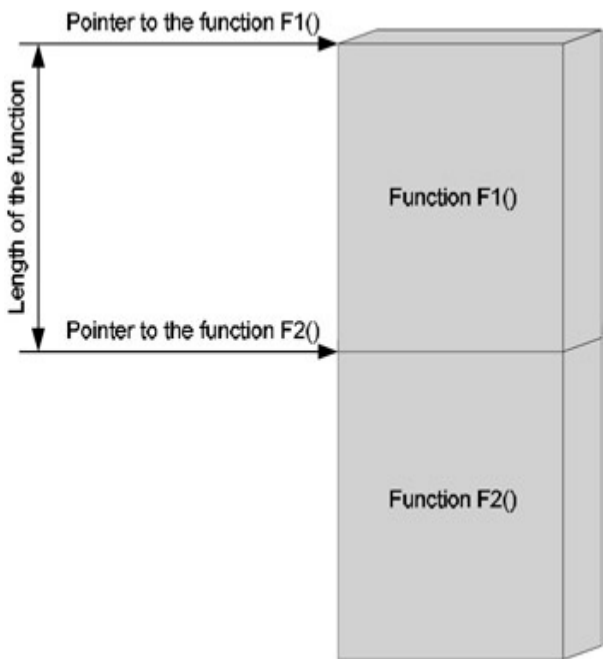 Pointer to the function F1()
Length of the function
Function F1()
Pointer to the function F2()
Function F2()